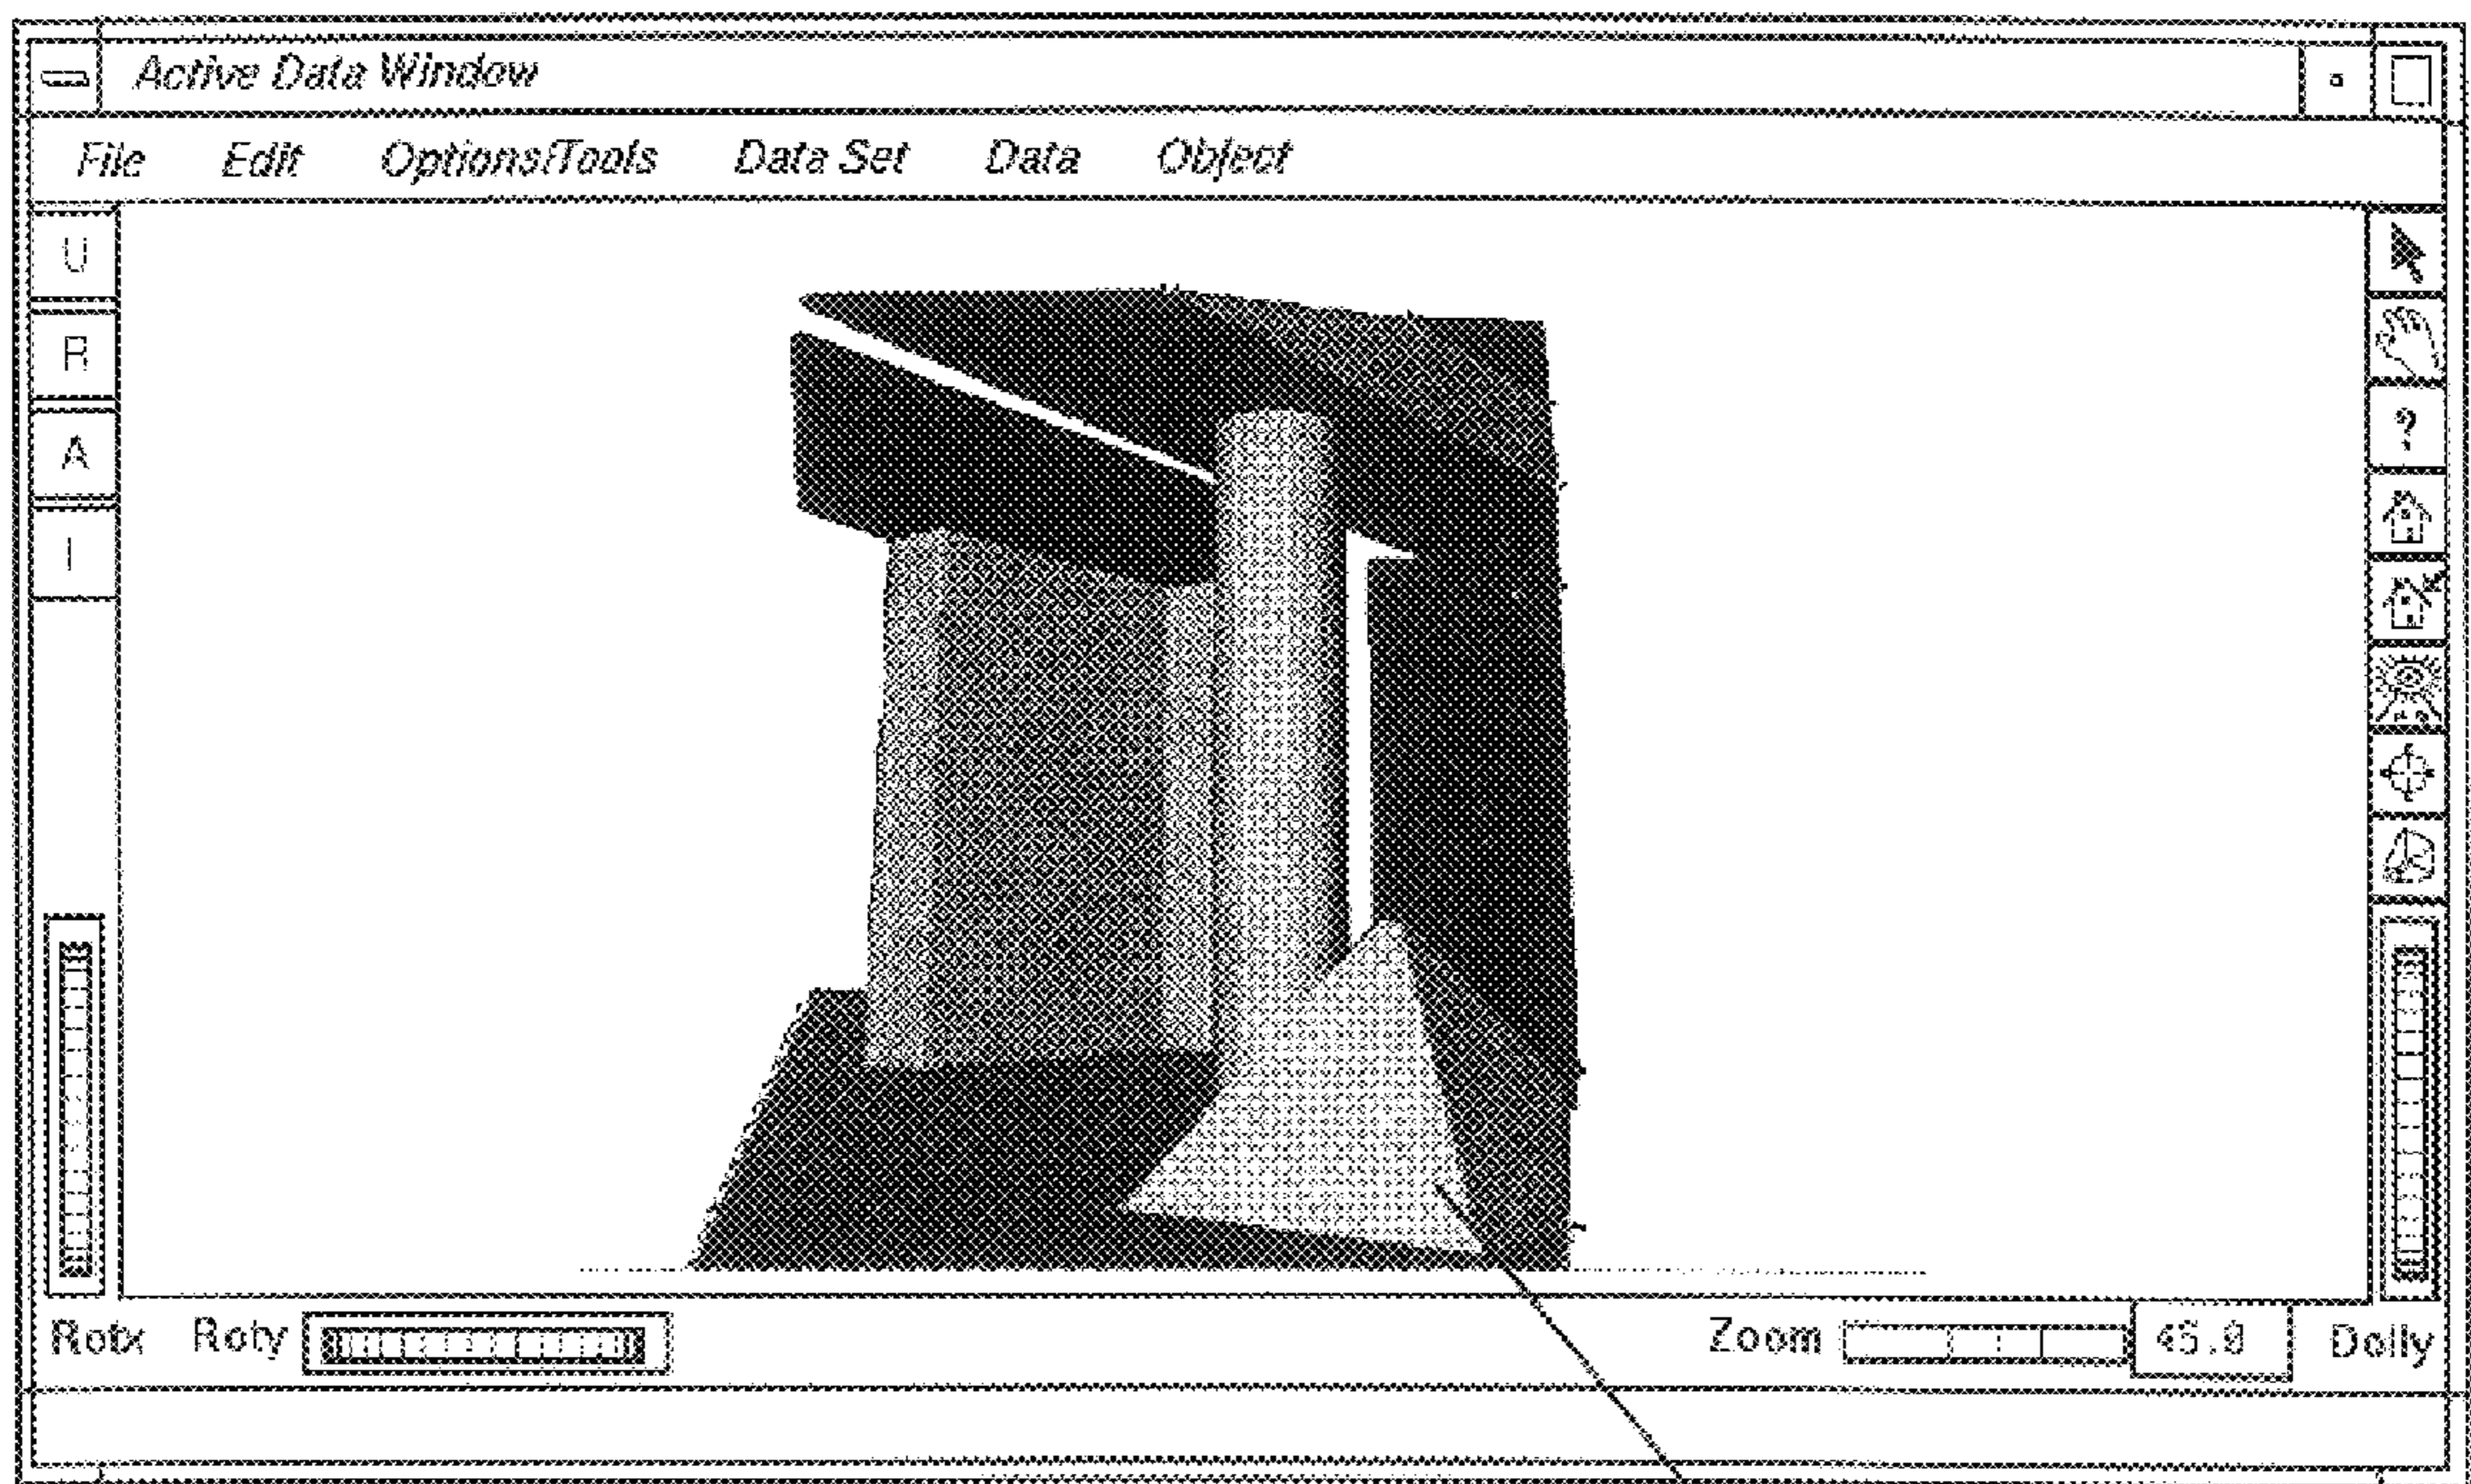 Active Data Window
File Edit Options/Tools Data Set Data Object
U
R
A
I
?
Rotx Roty Zoom 45.0 Dolly